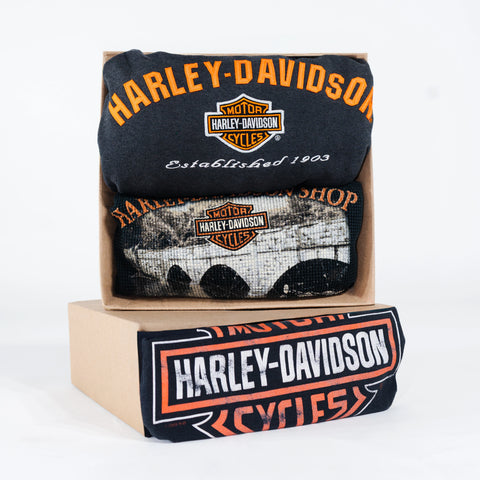 HARLEY-DAVIDSON
MOTOR
HARLEY-DAVIDSON
CYCLES
®
Established 1903
SHOP
MOTOR
HARLEY-DAVIDSON
CYCLES
MOTOR
HARLEY-DAVIDSON
CYCLES